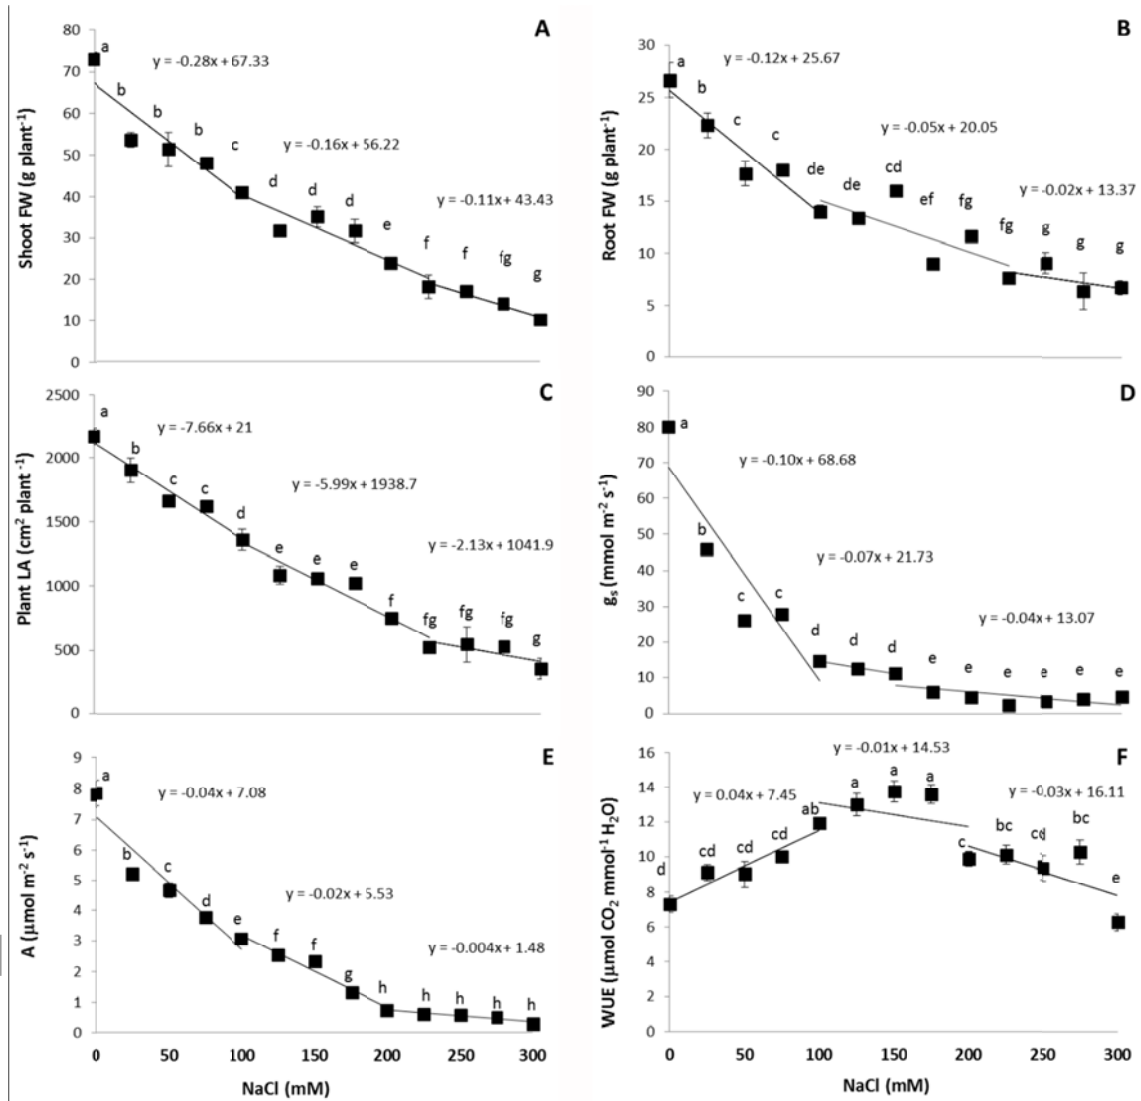 A
80
70
60
50
40
30
20
10
0
Shoot FW (g plant-1)
a
b
b
b
c
d
d
d
e
f
f
fg
g
y = -0.28x + 67.33
y = -0.16x + 56.22
y = -0.11x + 43.43
B
30
25
20
15
10
5
0
Root FW (g plant-1)
a
b
c
c
de
de
cd
ef
fg
fg
g
g
g
y = -0.12x + 25.67
y = -0.05x + 20.05
y = -0.02x + 13.37
C
2500
2000
1500
1000
500
0
Plant LA (cm2 plant -1)
a
b
c
c
d
e
e
e
f
fg
fg
fg
g
y = -7.66x + 21
y = -5.99x + 1938.7
y = -2.13x + 1041.9
D
90
80
70
60
50
40
30
20
10
0
gs (mmol m-2 s-1)
a
b
c
c
d
d
d
e
e
e
e
e
e
y = -0.10x + 68.68
y = -0.07x + 21.73
y = -0.04x + 13.07
E
9
8
7
6
5
4
3
2
1
0
A (µmol m-2 s-1)
a
b
c
d
e
f
f
g
h
h
h
h
h
y = -0.04x + 7.08
y = -0.02x + 5.53
y = -0.004x + 1.48
0 50 100 150 200 250 300
NaCl (mM)
F
16
14
12
10
8
6
4
2
0
WUE (µmol CO2 mmol-1 H2O)
d
cd
cd
cd
ab
a
a
a
c
bc
cd
bc
e
y = 0.04x + 7.45
y = -0.01x + 14.53
y = -0.03x + 16.11
0 50 100 150 200 250 300
NaCl (mM)